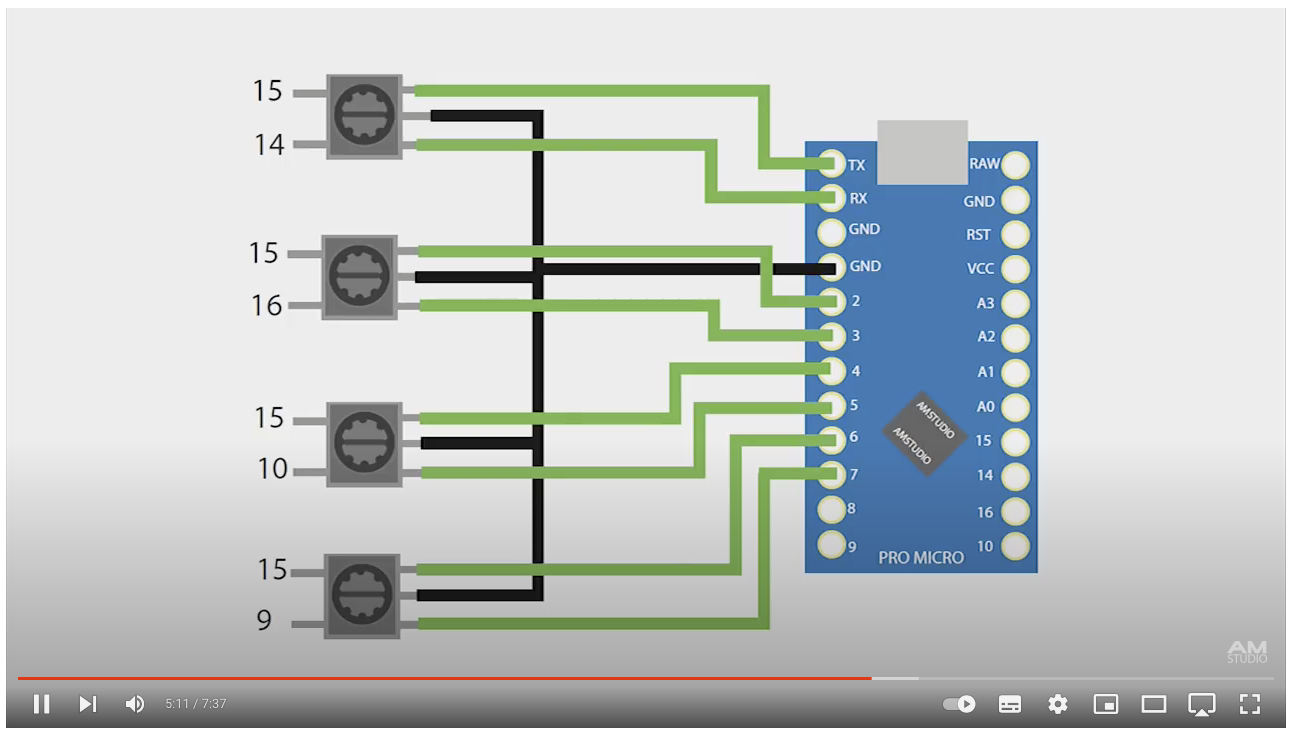 15
14
15
16
15
10
15
9
TX
RX
GND
GND
2
3
4
5
6
7
8
9
RAW
GND
RST
VCC
A3
A2
A1
A0
15
14
16
10
AMSTUDIO
AMSTUDIO
PRO MICRO
AM
STUDIO
5:11 / 7:37